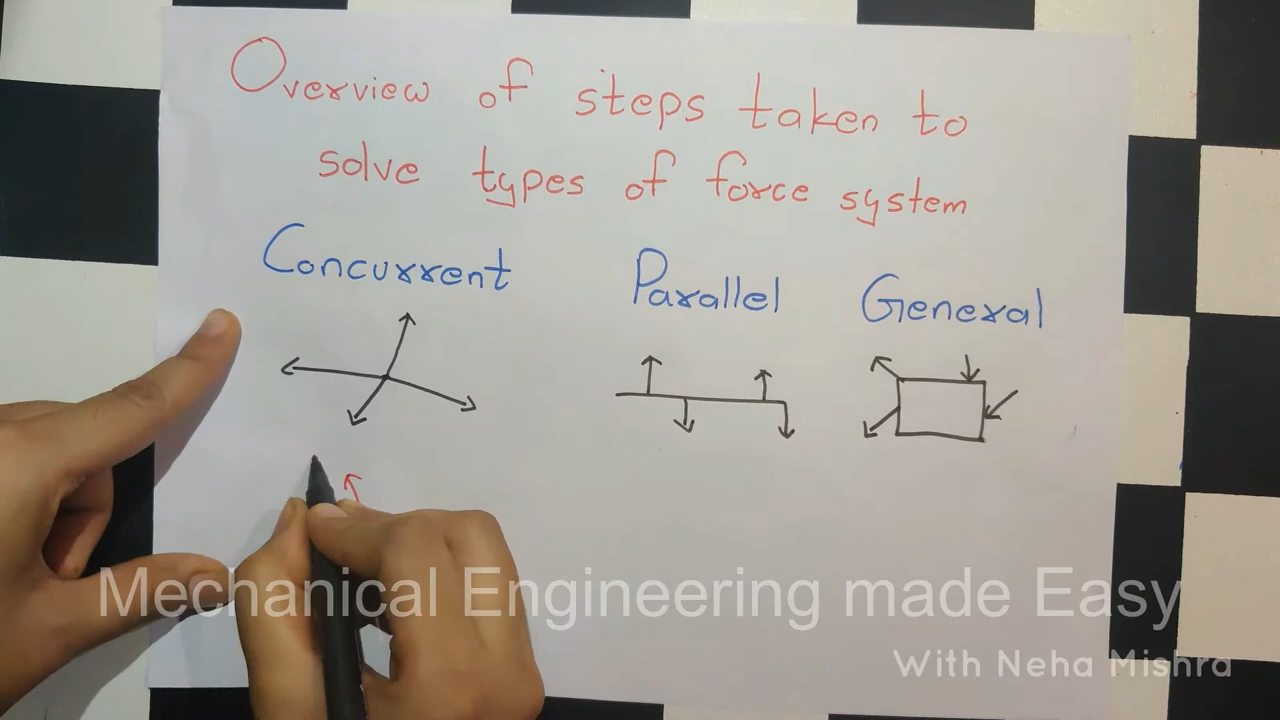 Overview of steps taken to
solve types of force system
Concurrent
Parallel
General
Mechanical Engineering made Easy
With Neha Mishra